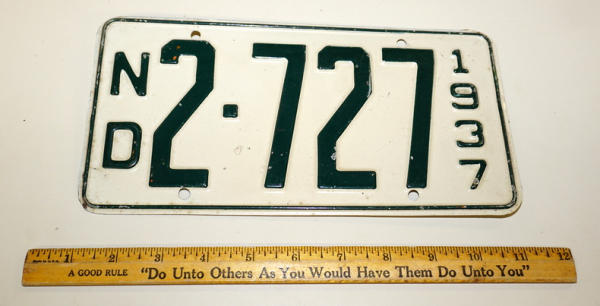 ND 2·727 1937
1 2 3 4 5 6 7 8 9 10 11 12
A GOOD RULE "Do Unto Others As You Would Have Them Do Unto You"